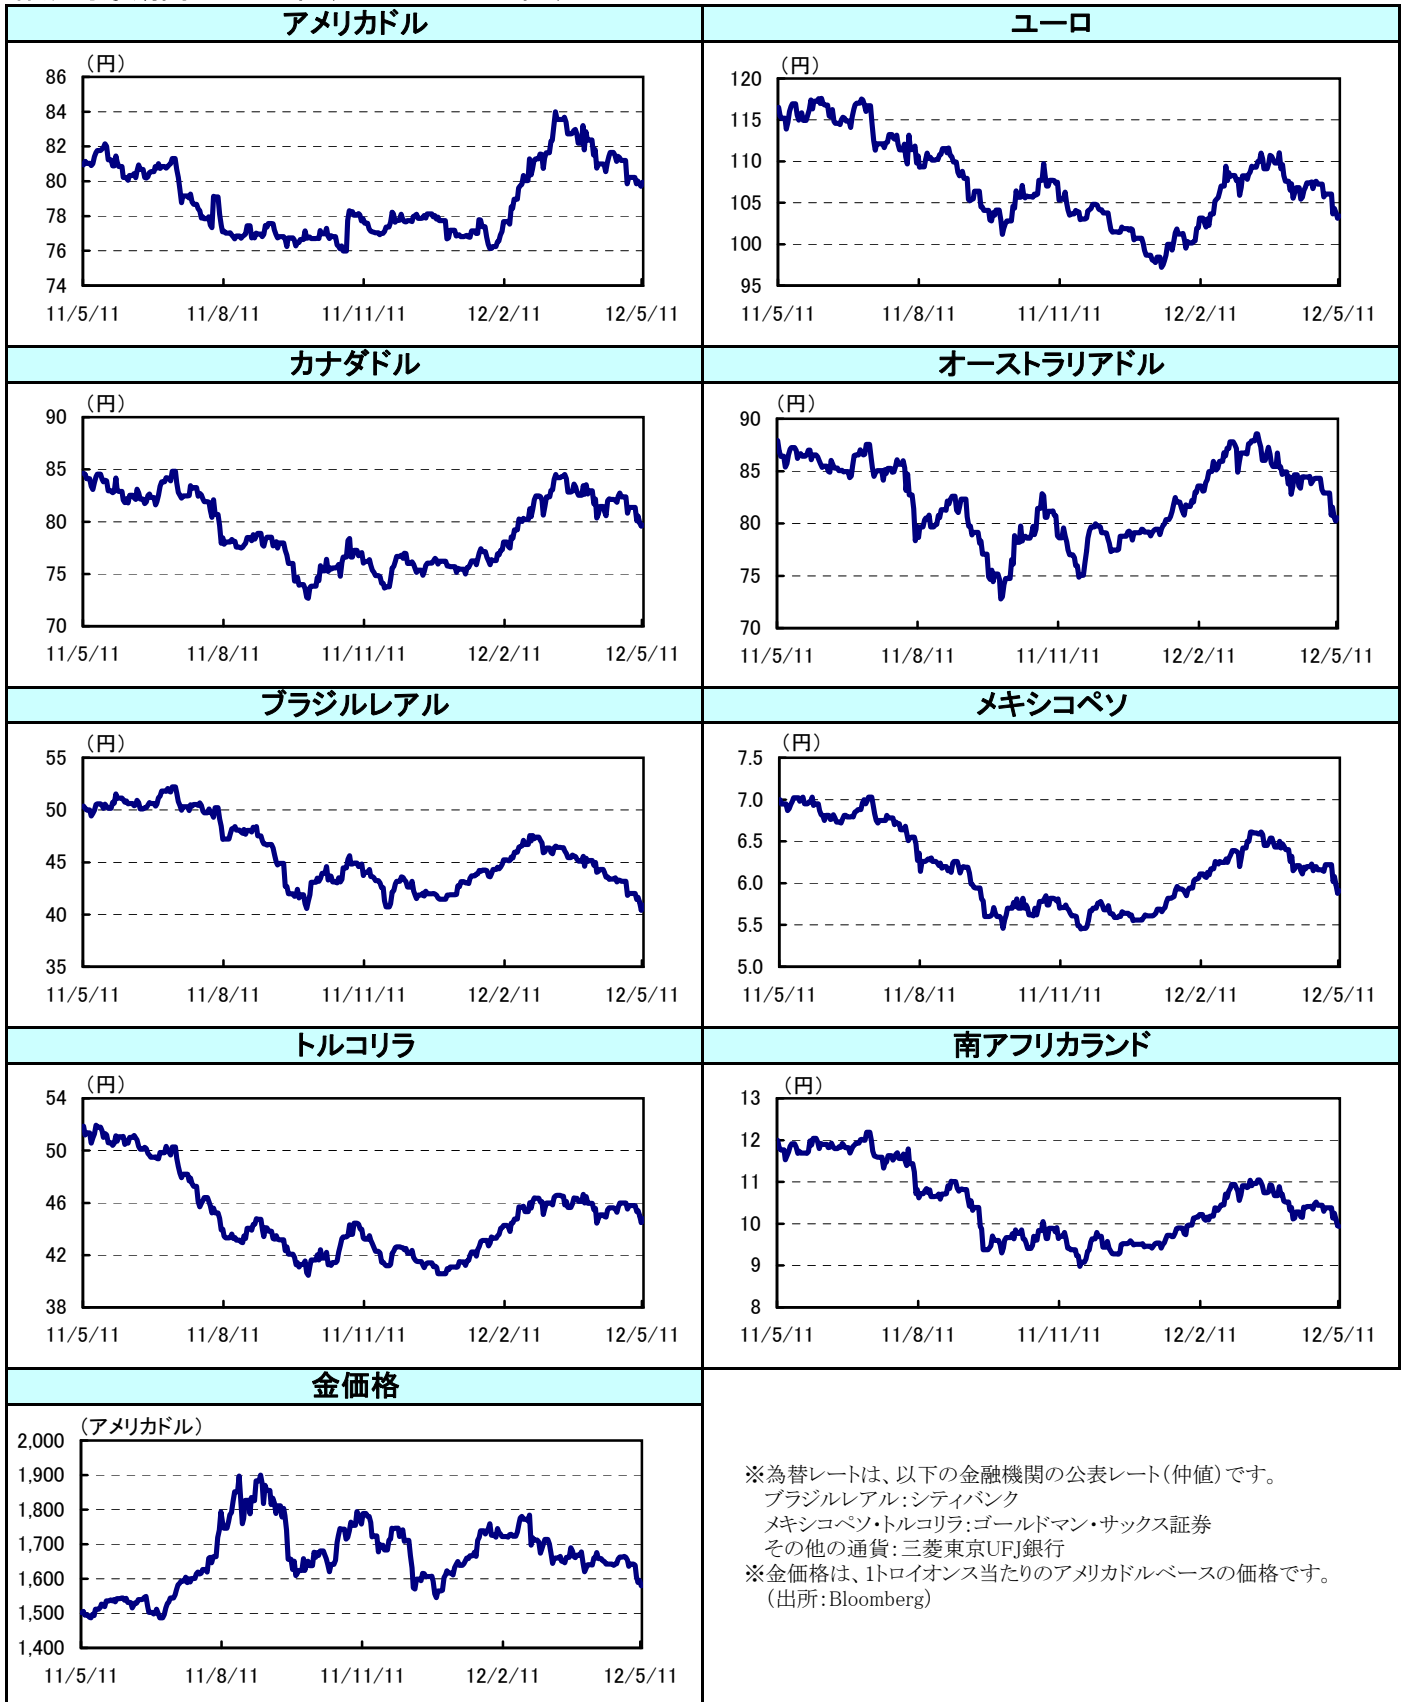 アメリカドル
(円)
86
84
82
80
78
76
74
11/5/11 11/8/11 11/11/11 12/2/11 12/5/11
ユーロ
(円)
120
115
110
105
100
95
11/5/11 11/8/11 11/11/11 12/2/11 12/5/11
カナダドル
(円)
90
85
80
75
70
11/5/11 11/8/11 11/11/11 12/2/11 12/5/11
オーストラリアドル
(円)
90
85
80
75
70
11/5/11 11/8/11 11/11/11 12/2/11 12/5/11
ブラジルレアル
(円)
55
50
45
40
35
11/5/11 11/8/11 11/11/11 12/2/11 12/5/11
メキシコペソ
(円)
7.5
7.0
6.5
6.0
5.5
5.0
11/5/11 11/8/11 11/11/11 12/2/11 12/5/11
トルコリラ
(円)
54
50
46
42
38
11/5/11 11/8/11 11/11/11 12/2/11 12/5/11
南アフリカランド
(円)
13
12
11
10
9
8
11/5/11 11/8/11 11/11/11 12/2/11 12/5/11
金価格
(アメリカドル)
2,000
1,900
1,800
1,700
1,600
1,500
1,400
11/5/11 11/8/11 11/11/11 12/2/11 12/5/11
※為替レートは、以下の金融機関の公表レート(仲値)です。
ブラジルレアル:シティバンク
メキシコペソ・トルコリラ:ゴールドマン・サックス証券
その他の通貨:三菱東京UFJ銀行
※金価格は、1トロイオンス当たりのアメリカドルベースの価格です。
(出所:Bloomberg)